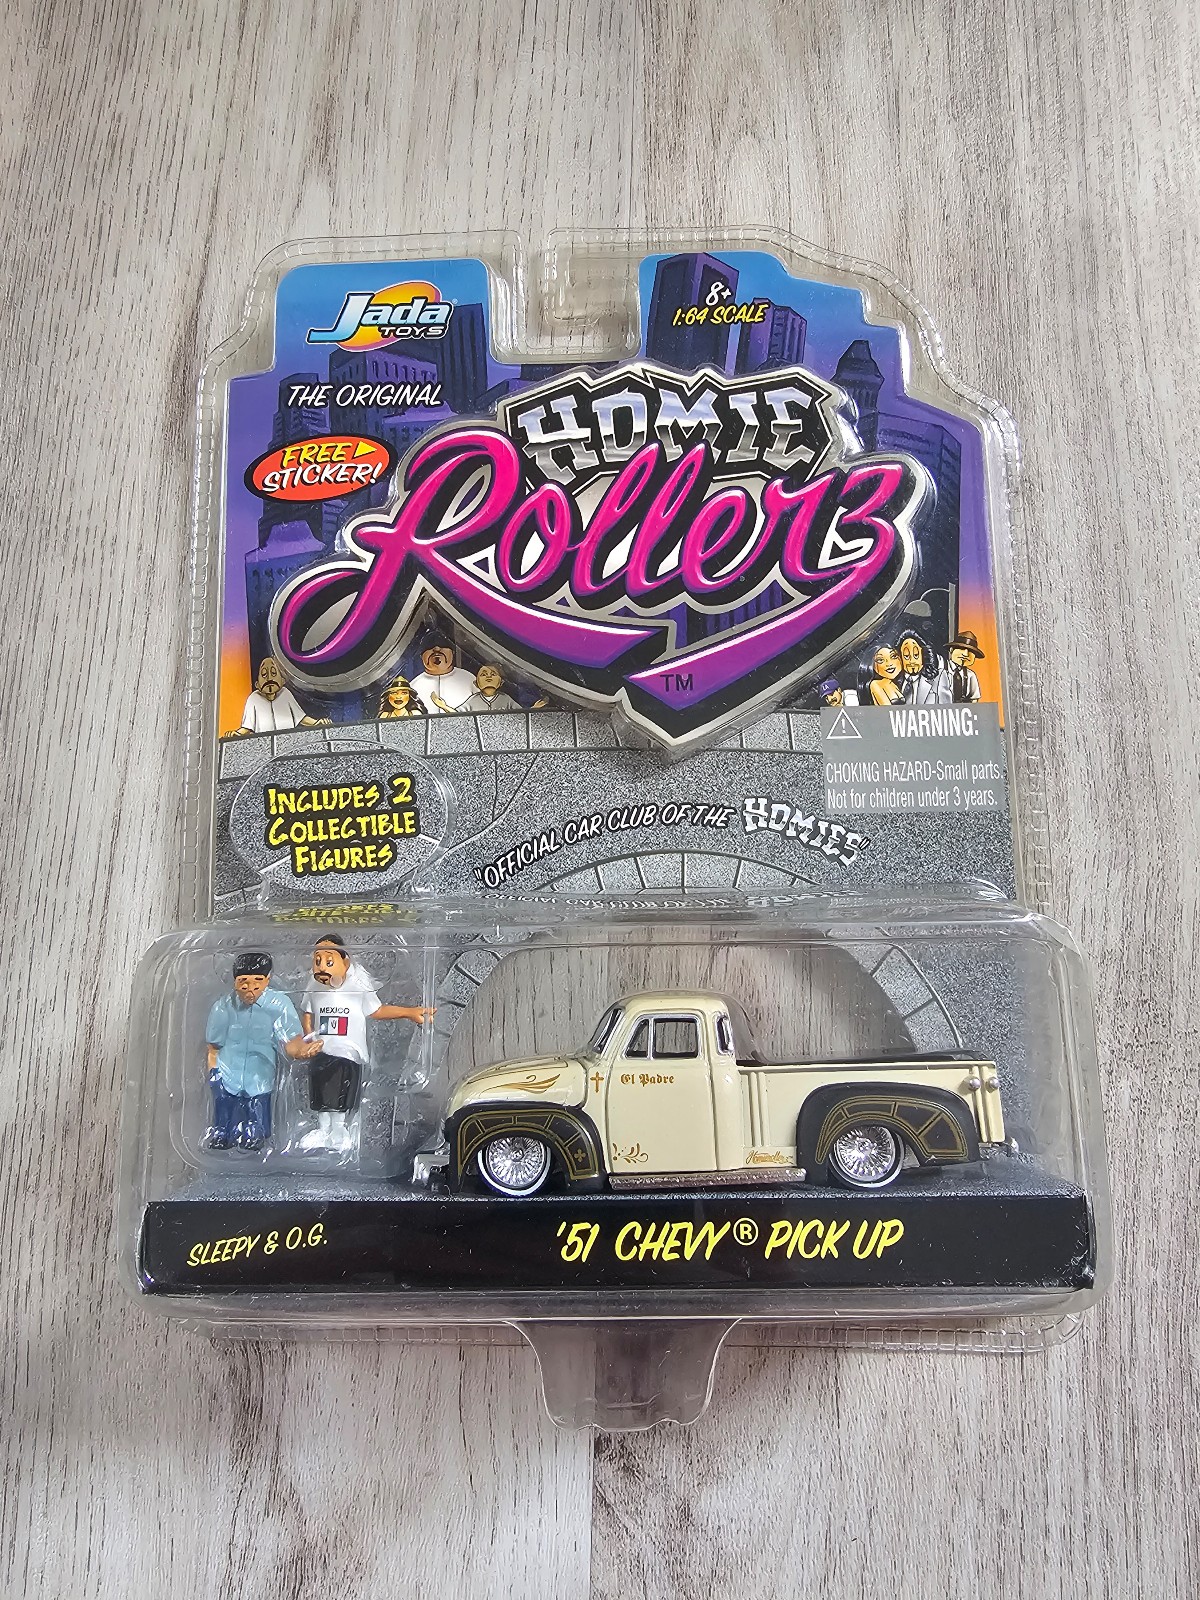 Jada
TOYS
8+
1:64 SCALE
THE ORIGINAL
FREE
STICKER!
HOMIE
Rollerz
TM
WARNING:
CHOKING HAZARD-Small parts.
Not for children under 3 years.
INCLUDES 2
COLLECTIBLE
FIGURES
"OFFICIAL CAR CLUB OF THE HOMIES"
MEXICO
El Padre
SLEEPY & O.G.
'51 CHEVY® PICK UP